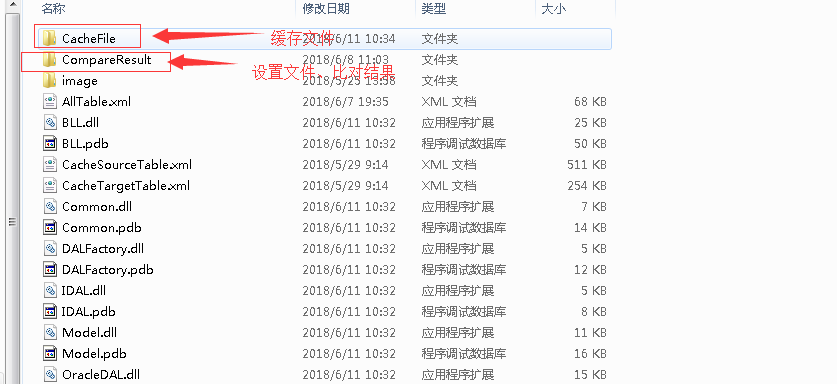 名称 修改日期 类型 大小
CacheFile 2018/6/11 10:34 文件夹
缓存文件
CompareResult 2018/6/8 11:03 文件夹
设置文件、比对结果
image 2018/5/25 13:38 文件夹
AllTable.xml 2018/6/7 19:35 XML 文档 68 KB
BLL.dll 2018/6/11 10:32 应用程序扩展 25 KB
BLL.pdb 2018/6/11 10:32 程序调试数据库 50 KB
CacheSourceTable.xml 2018/5/29 9:14 XML 文档 511 KB
CacheTargetTable.xml 2018/5/29 9:14 XML 文档 254 KB
Common.dll 2018/6/11 10:32 应用程序扩展 7 KB
Common.pdb 2018/6/11 10:32 程序调试数据库 14 KB
DALFactory.dll 2018/6/11 10:32 应用程序扩展 5 KB
DALFactory.pdb 2018/6/11 10:32 程序调试数据库 12 KB
IDAL.dll 2018/6/11 10:32 应用程序扩展 5 KB
IDAL.pdb 2018/6/11 10:32 程序调试数据库 8 KB
Model.dll 2018/6/11 10:32 应用程序扩展 11 KB
Model.pdb 2018/6/11 10:32 程序调试数据库 16 KB
OracleDAL.dll 2018/6/11 10:32 应用程序扩展 15 KB